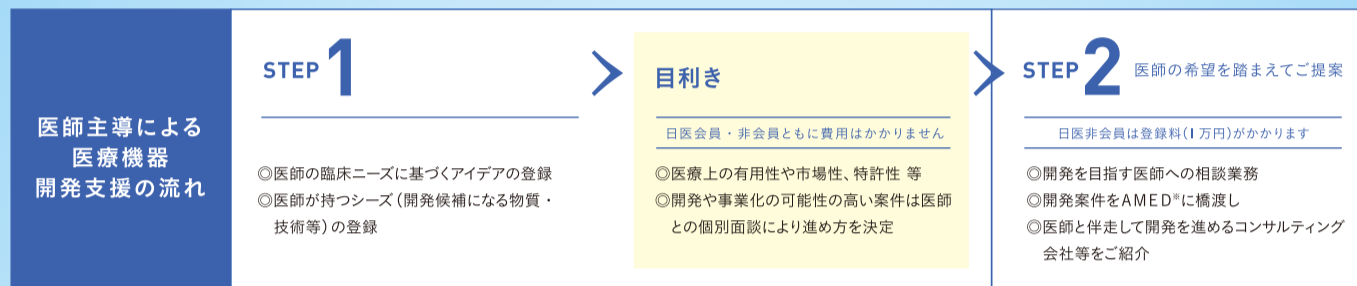 医師主導による
医療機器
開発支援の流れ
STEP 1
◎医師の臨床ニーズに基づくアイデアの登録
◎医師が持つシーズ（開発候補になる物質・
技術等）の登録
目利き
日医会員・非会員ともに費用はかかりません
◎医療上の有用性や市場性、特許性 等
◎開発や事業化の可能性の高い案件は医師
との個別面談により進め方を決定
STEP 2 医師の希望を踏まえてご提案
日医非会員は登録料(1万円)がかかります
◎開発を目指す医師への相談業務
◎開発案件をAMED※に橋渡し
◎医師と伴走して開発を進めるコンサルティング
会社等をご紹介